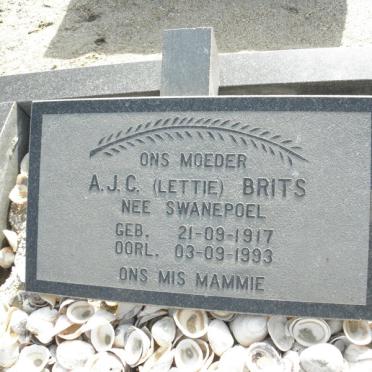 ONS MOEDER
A.J.C. (LETTIE) BRITS
NEE SWANEPOEL
GEB. 21-09-1917
OORL. 03-09-1993
ONS MIS MAMMIE